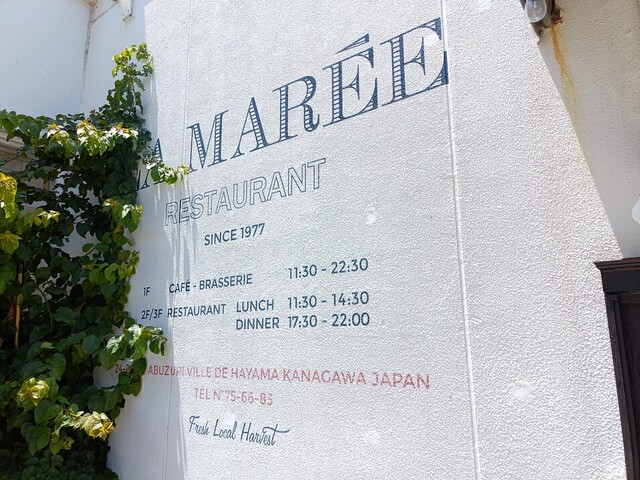 A MARÉE
RESTAURANT
SINCE 1977
1F CAFÉ - BRASSERIE 11:30 - 22:30
2F/3F RESTAURANT LUNCH 11:30 - 14:30
DINNER 17:30 - 22:00
ABUZURI VILLE DE HAYAMA KANAGAWA JAPAN
TEL N°75-66-83
Fresh Local Harvest